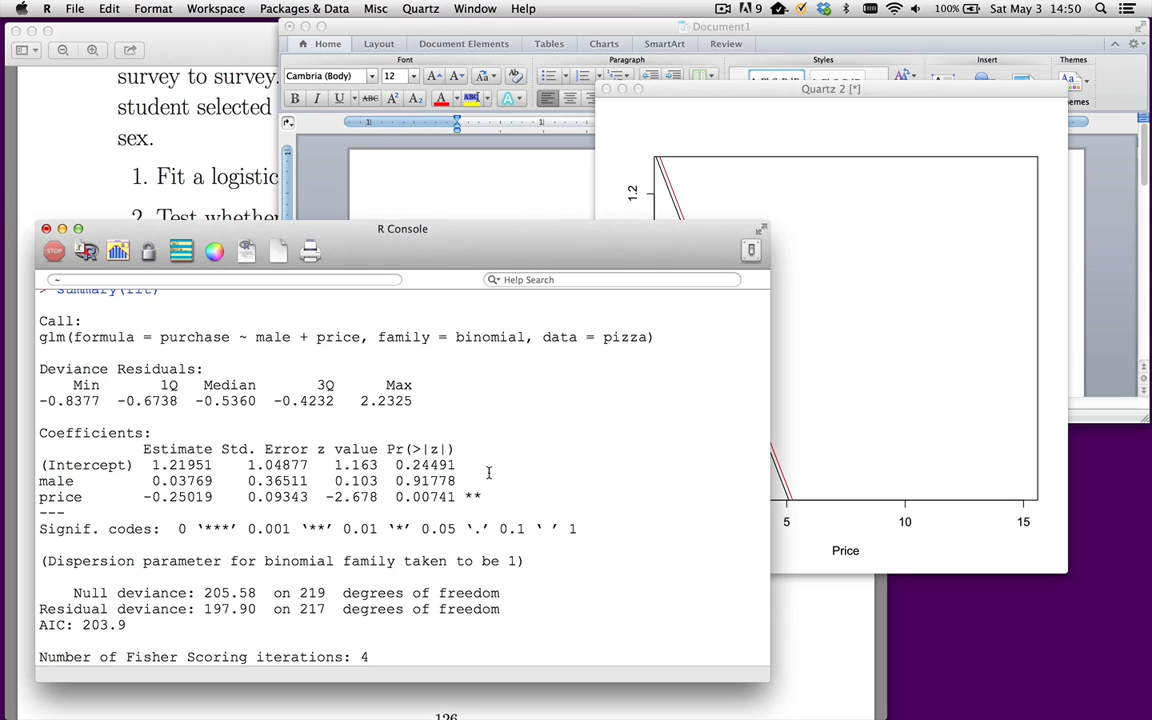 R File Edit Format Workspace Packages & Data Misc Quartz Window Help 9 100% Sat May 3 14:50
survey to survey.
student selected
sex.
1. Fit a logistic
2. Test whether
Document1
Home Layout Document Elements Tables Charts SmartArt Review
Font Styles Insert Themes
Cambria (Body) 12
Quartz 2 [*]
1.2
5 10 15
Price
R Console
~ Help Search
> summary(fit)
Call:
glm(formula = purchase ~ male + price, family = binomial, data = pizza)
Deviance Residuals:
Min 1Q Median 3Q Max
-0.8377 -0.6738 -0.5360 -0.4232 2.2325
Coefficients:
Estimate Std. Error z value Pr(>|z|)
(Intercept) 1.21951 1.04877 1.163 0.24491
male 0.03769 0.36511 0.103 0.91778
price -0.25019 0.09343 -2.678 0.00741 **
---
Signif. codes: 0 ‘***’ 0.001 ‘**’ 0.01 ‘*’ 0.05 ‘.’ 0.1 ‘ ’ 1
(Dispersion parameter for binomial family taken to be 1)
Null deviance: 205.58 on 219 degrees of freedom
Residual deviance: 197.90 on 217 degrees of freedom
AIC: 203.9
Number of Fisher Scoring iterations: 4
126